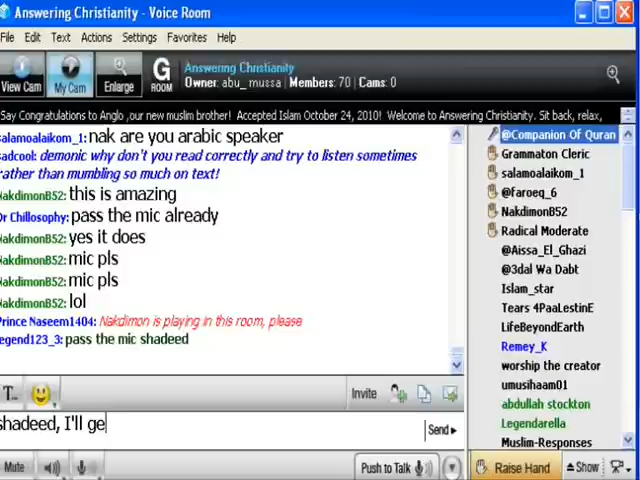 Answering Christianity - Voice Room
File Edit Text Actions Settings Favorites Help
View Cam My Cam Enlarge G ROOM Answering Christianity
Owner: abu_mussa Members: 70 Cams: 0
Say Congratulations to Anglo ,our new muslim brother! Accepted Islam October 24, 2010! Welcome to Answering Christianity. Sit back, relax,
salamoalaikom_1: nak are you arabic speaker
sadcool: demonic why don't you read correctly and try to listen sometimes
rather than mumbling so much on text!
NakdimonB52: this is amazing
Dr Chillosophy: pass the mic already
NakdimonB52: yes it does
NakdimonB52: mic pls
NakdimonB52: mic pls
NakdimonB52: lol
Prince Naseem1404: Nakdimon is playing in this room, please
legend123_3: pass the mic shadeed
T... Invite
shadeed, I'll ge
Send
Mute Push to Talk
@Companion Of Quran
Grammaton Cleric
salamoalaikom_1
@faroeq_6
NakdimonB52
Radical Moderate
@Aissa_El_Ghazi
@3dal Wa Dabt
Islam_star
Tears 4PaaLestinE
LifeBeyondEarth
Remey_K
worship the creator
umusihaam01
abdullah stockton
Legendarella
Muslim-Responses
Raise Hand Show